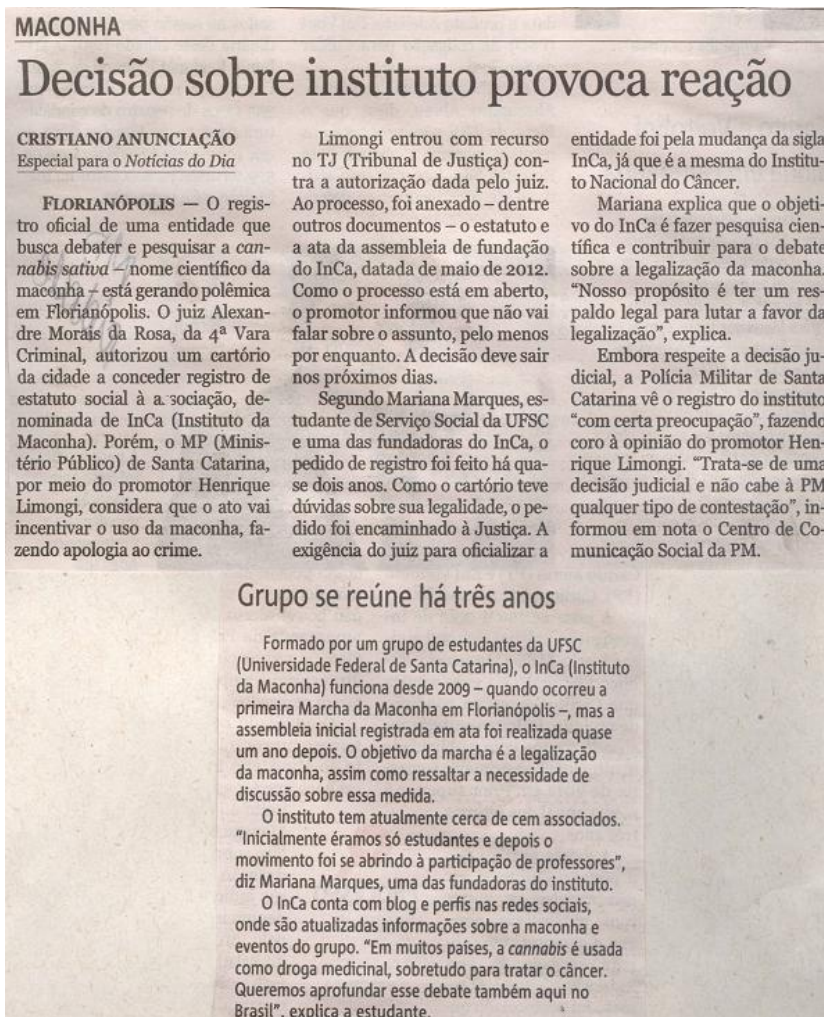 MACONHA
Decisão sobre instituto provoca reação
CRISTIANO ANUNCIAÇÃO
Especial para o Notícias do Dia
FLORIANÓPOLIS — O regis-
tro oficial de uma entidade que
busca debater e pesquisar a can-
nabis sativa – nome científico da
maconha – está gerando polêmica
em Florianópolis. O juiz Alexan-
dre Morais da Rosa, da 4ª Vara
Criminal, autorizou um cartório
da cidade a conceder registro de
estatuto social à associação, de-
nominada de InCa (Instituto da
Maconha). Porém, o MP (Minis-
tério Público) de Santa Catarina,
por meio do promotor Henrique
Limongi, considera que o ato vai
incentivar o uso da maconha, fa-
zendo apologia ao crime.
Limongi entrou com recurso
no TJ (Tribunal de Justiça) con-
tra a autorização dada pelo juiz.
Ao processo, foi anexado – dentre
outros documentos – o estatuto e
a ata da assembleia de fundação
do InCa, datada de maio de 2012.
Como o processo está em aberto,
o promotor informou que não vai
falar sobre o assunto, pelo menos
por enquanto. A decisão deve sair
nos próximos dias.
Segundo Mariana Marques, es-
tudante de Serviço Social da UFSC
e uma das fundadoras do InCa, o
pedido de registro foi feito há qua-
se dois anos. Como o cartório teve
dúvidas sobre sua legalidade, o pe-
dido foi encaminhado à Justiça. A
exigência do juiz para oficializar a
entidade foi pela mudança da sigla
InCa, já que é a mesma do Institu-
to Nacional do Câncer.
Mariana explica que o objeti-
vo do InCa é fazer pesquisa cien-
tífica e contribuir para o debate
sobre a legalização da maconha.
“Nosso propósito é ter um res-
paldo legal para lutar a favor da
legalização”, explica.
Embora respeite a decisão ju-
dicial, a Polícia Militar de Santa
Catarina vê o registro do instituto
“com certa preocupação”, fazendo
coro à opinião do promotor Hen-
rique Limongi. “Trata-se de uma
decisão judicial e não cabe à PM
qualquer tipo de contestação”, in-
formou em nota o Centro de Co-
municação Social da PM.
Grupo se reúne há três anos
Formado por um grupo de estudantes da UFSC
(Universidade Federal de Santa Catarina), o InCa (Instituto
da Maconha) funciona desde 2009 – quando ocorreu a
primeira Marcha da Maconha em Florianópolis –, mas a
assembleia inicial registrada em ata foi realizada quase
um ano depois. O objetivo da marcha é a legalização
da maconha, assim como ressaltar a necessidade de
discussão sobre essa medida.
O instituto tem atualmente cerca de cem associados.
“Inicialmente éramos só estudantes e depois o
movimento foi se abrindo à participação de professores”,
diz Mariana Marques, uma das fundadoras do instituto.
O InCa conta com blog e perfis nas redes sociais,
onde são atualizadas informações sobre a maconha e
eventos do grupo. “Em muitos países, a cannabis é usada
como droga medicinal, sobretudo para tratar o câncer.
Queremos aprofundar esse debate também aqui no
Brasil”, explica a estudante.